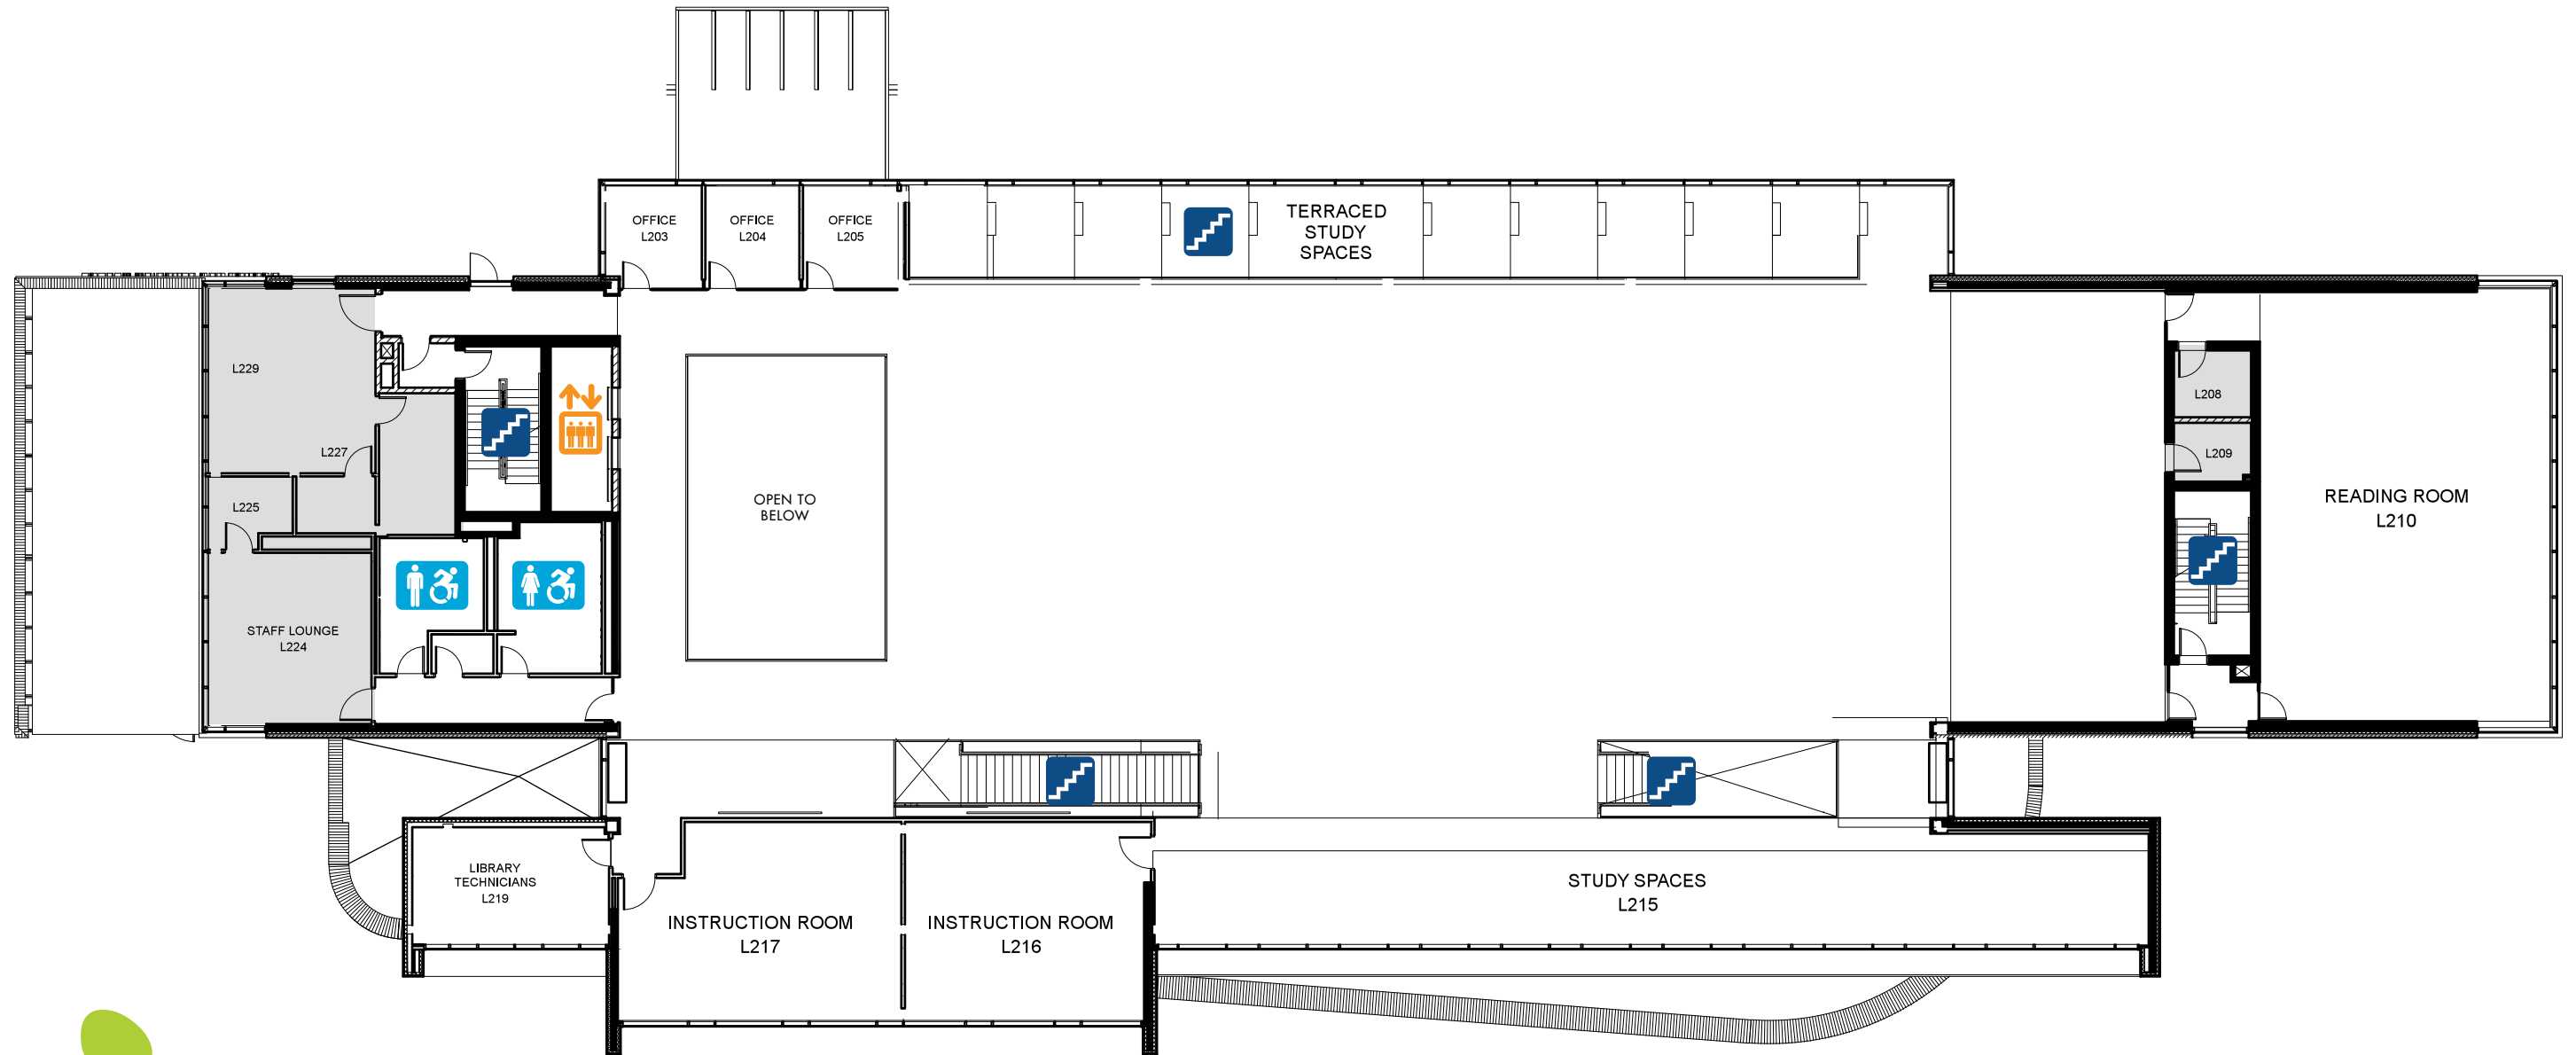 OFFICE
L203
OFFICE
L204
OFFICE
L205
TERRACED
STUDY
SPACES
L229
L227
L225
STAFF LOUNGE
L224
OPEN TO
BELOW
L208
L209
READING ROOM
L210
LIBRARY
TECHNICIANS
L219
INSTRUCTION ROOM
L217
INSTRUCTION ROOM
L216
STUDY SPACES
L215